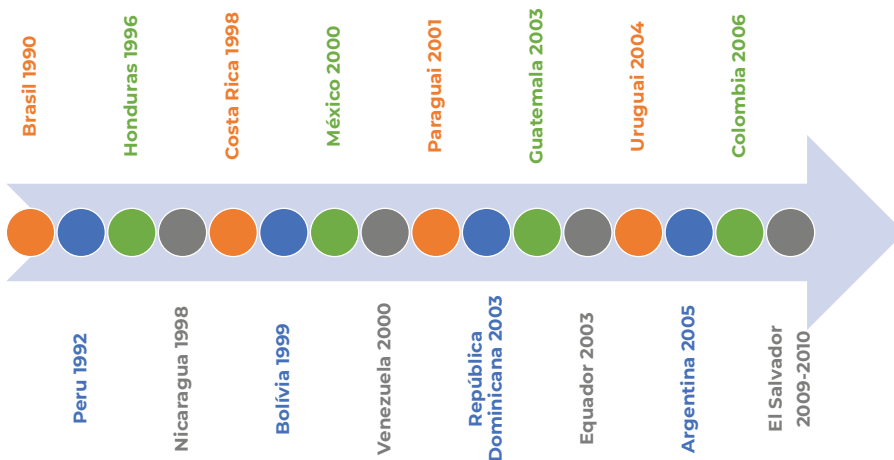 Brasil 1990
Peru 1992
Honduras 1996
Nicaragua 1998
Costa Rica 1998
Bolívia 1999
México 2000
Venezuela 2000
Paraguai 2001
República
Dominicana 2003
Guatemala 2003
Equador 2003
Uruguai 2004
Argentina 2005
Colombia 2006
El Salvador
2009-2010